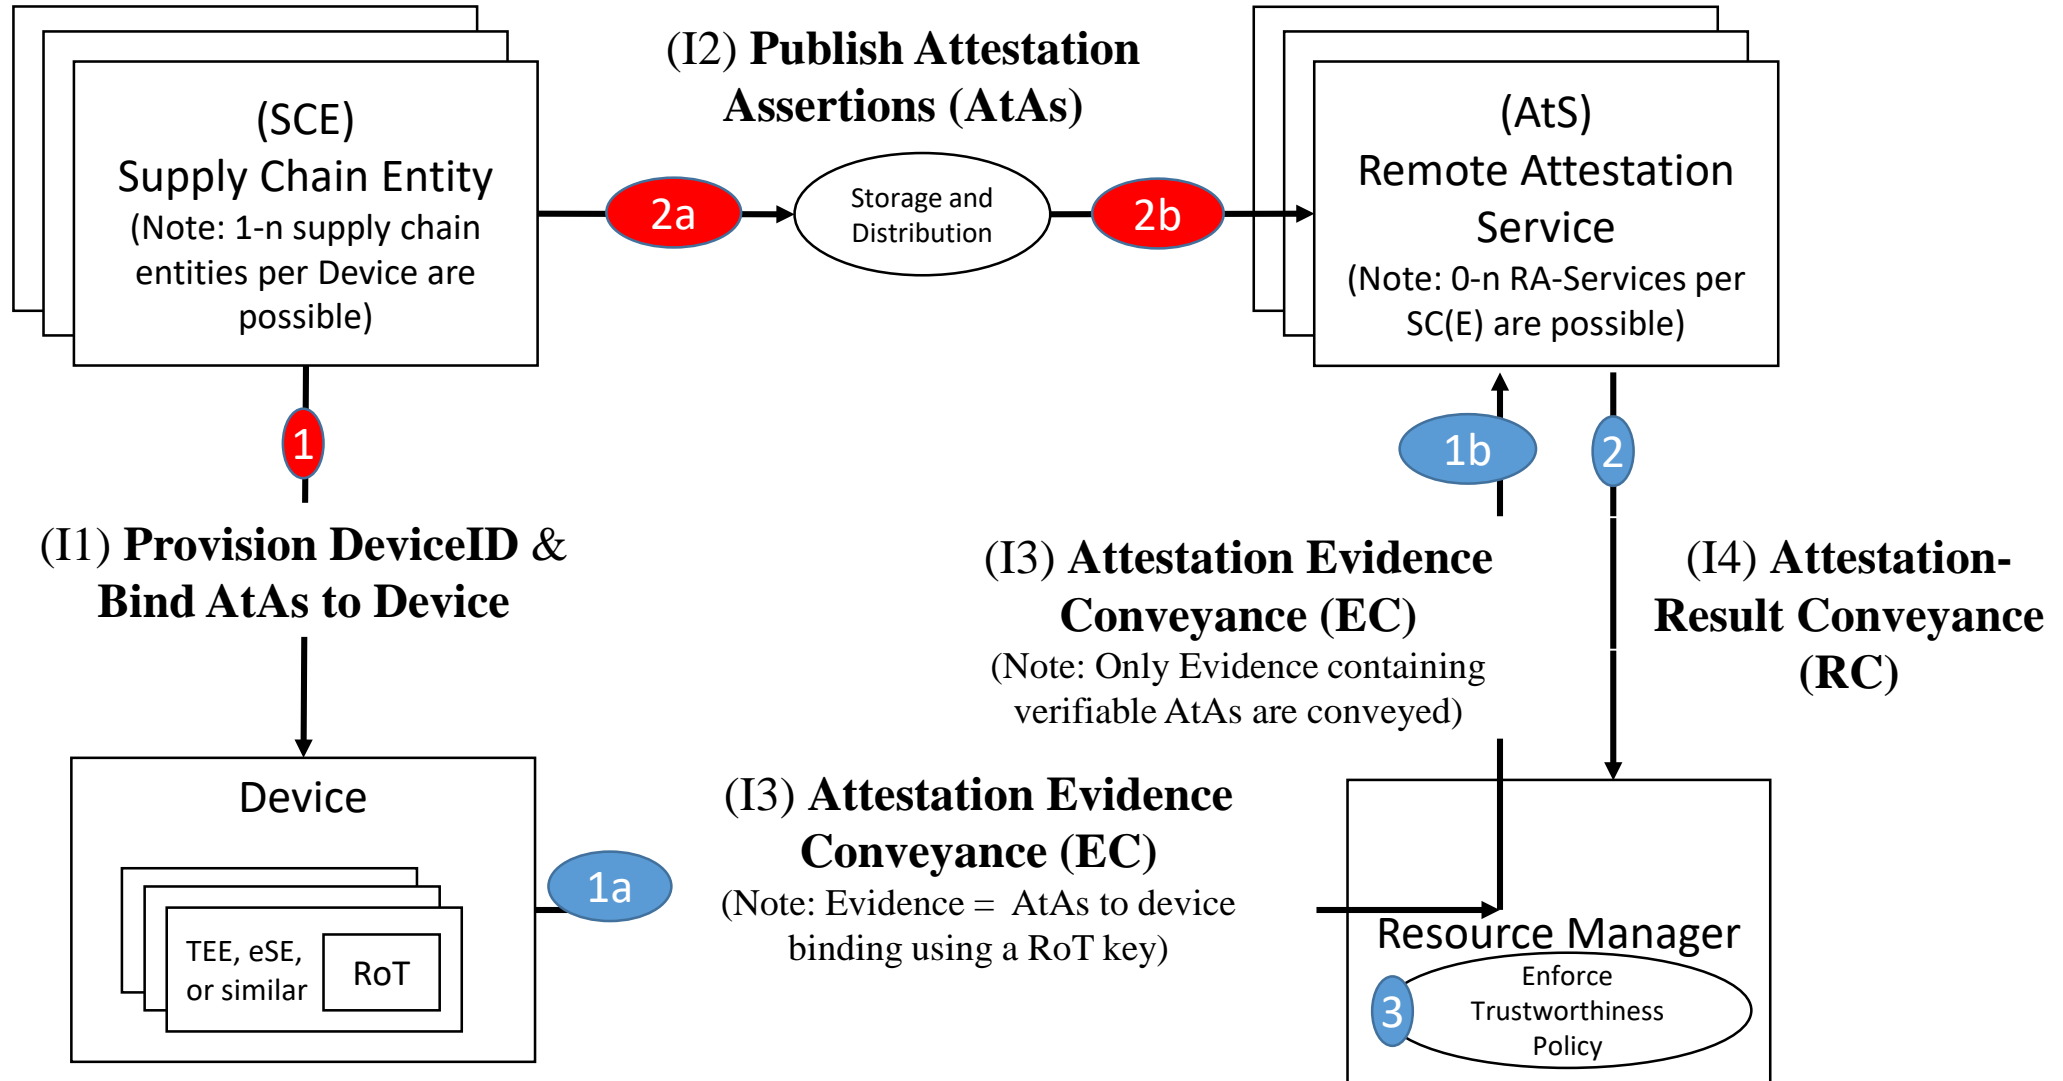 (SCE)
Supply Chain Entity
(Note: 1-n supply chain
entities per Device are
possible)
(I2) Publish Attestation
Assertions (AtAs)
2a
Storage and
Distribution
2b
(AtS)
Remote Attestation
Service
(Note: 0-n RA-Services per
SC(E) are possible)
1
(I1) Provision DeviceID &
Bind AtAs to Device
1b
2
(I3) Attestation Evidence
Conveyance (EC)
(Note: Only Evidence containing
verifiable AtAs are conveyed)
(I4) Attestation-
Result Conveyance
(RC)
Device
TEE, eSE,
or similar
RoT
1a
(I3) Attestation Evidence
Conveyance (EC)
(Note: Evidence = AtAs to device
binding using a RoT key)
Resource Manager
3
Enforce
Trustworthiness
Policy